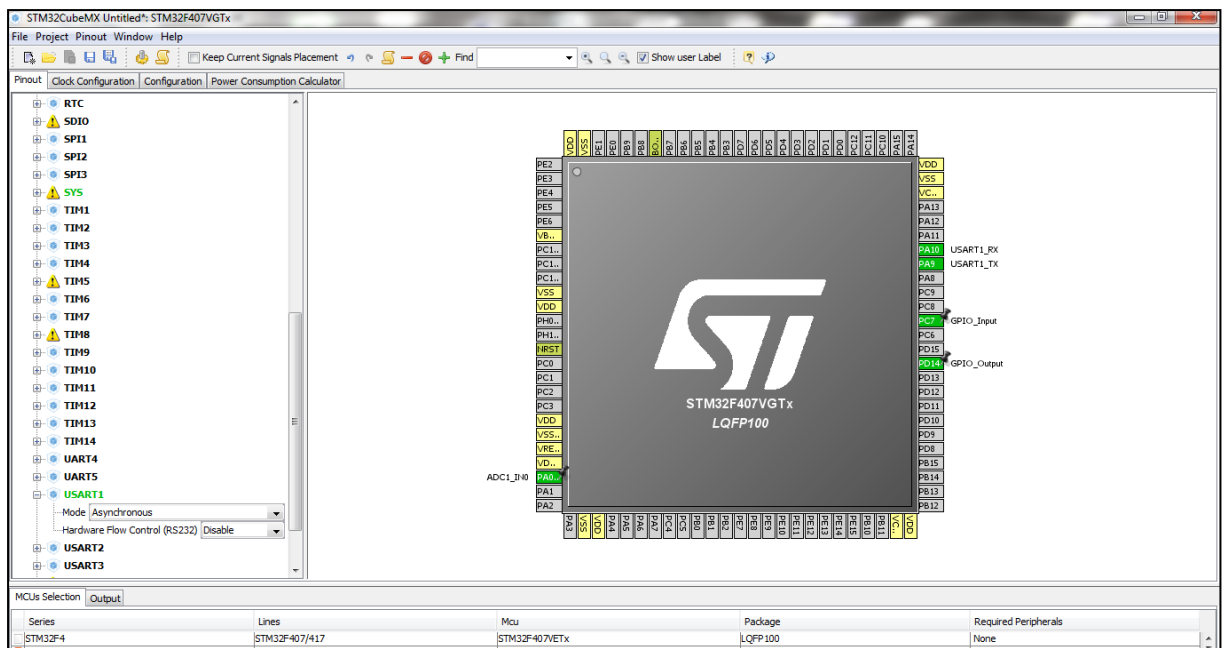 STM32CubeMX Untitled*: STM32F407VGTx
File Project Pinout Window Help
Keep Current Signals Placement Find Show user Label
Pinout Clock Configuration Configuration Power Consumption Calculator
RTC
SDIO
SPI1
SPI2
SPI3
SYS
TIM1
TIM2
TIM3
TIM4
TIM5
TIM6
TIM7
TIM8
TIM9
TIM10
TIM11
TIM12
TIM13
TIM14
UART4
UART5
USART1
Mode Asynchronous
Hardware Flow Control (RS232) Disable
USART2
USART3
VDD VSS PE1 PE0 PB9 PB8 BO.. PB7 PB6 PB5 PB4 PB3 PD7 PD6 PD5 PD4 PD3 PD2 PD1 PD0 PC12 PC11 PC10 PA15 PA14
PE2
PE3
PE4
PE5
PE6
VB..
PC1..
PC1..
PC1..
VSS
VDD
PH0..
PH1..
NRST
PC0
PC1
PC2
PC3
VDD
VSS..
VRE..
VD..
ADC1_IN0 PA0..
PA1
PA2
ST
STM32F407VGTx
LQFP100
VDD
VSS
VC..
PA13
PA12
PA11
PA10 USART1_RX
PA9 USART1_TX
PA8
PC9
PC8
PC7 GPIO_Input
PC6
PD15
PD14 GPIO_Output
PD13
PD12
PD11
PD10
PD9
PD8
PB15
PB14
PB13
PB12
PA3 VSS VDD PA4 PA5 PA6 PA7 PC4 PC5 PB0 PB1 PB2 PE7 PE8 PE9 PE10 PE11 PE12 PE13 PE14 PE15 PB10 PB11 VC.. VDD
MCUs Selection Output
Series Lines Mcu Package Required Peripherals
STM32F4 STM32F407/417 STM32F407VETx LQFP100 None